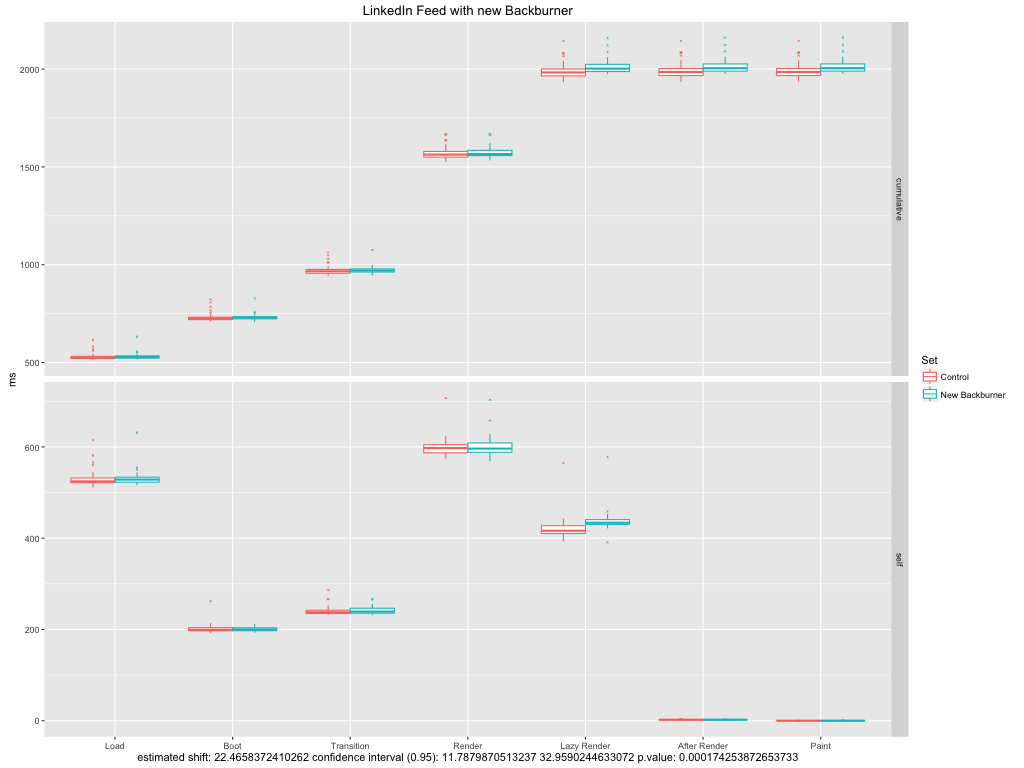 LinkedIn Feed with new Backburner
2000
1500
1000
500
cumulative
ms
600
400
200
0
self
Set
Control
New Backburner
Load Boot Transition Render Lazy Render After Render Paint
estimated shift: 22.4658372410262 confidence interval (0.95): 11.7879870513237 32.9590244633072 p.value: 0.000174253872653733